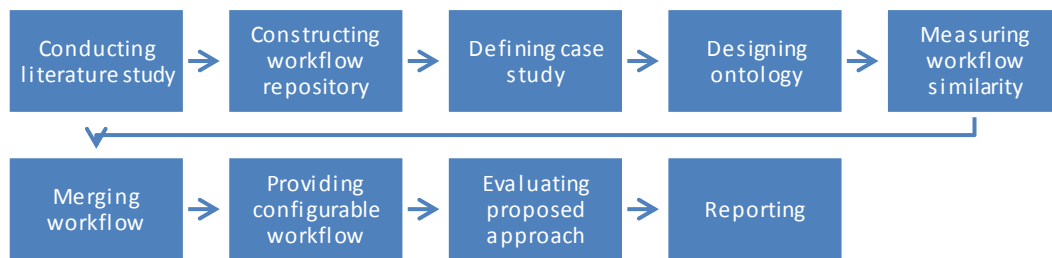 Conducting
literature study
Constructing
workflow
repository
Defining case
study
Designing
ontology
Measuring
workflow
similarity
Merging
workflow
Providing
configurable
workflow
Evaluating
proposed
approach
Reporting